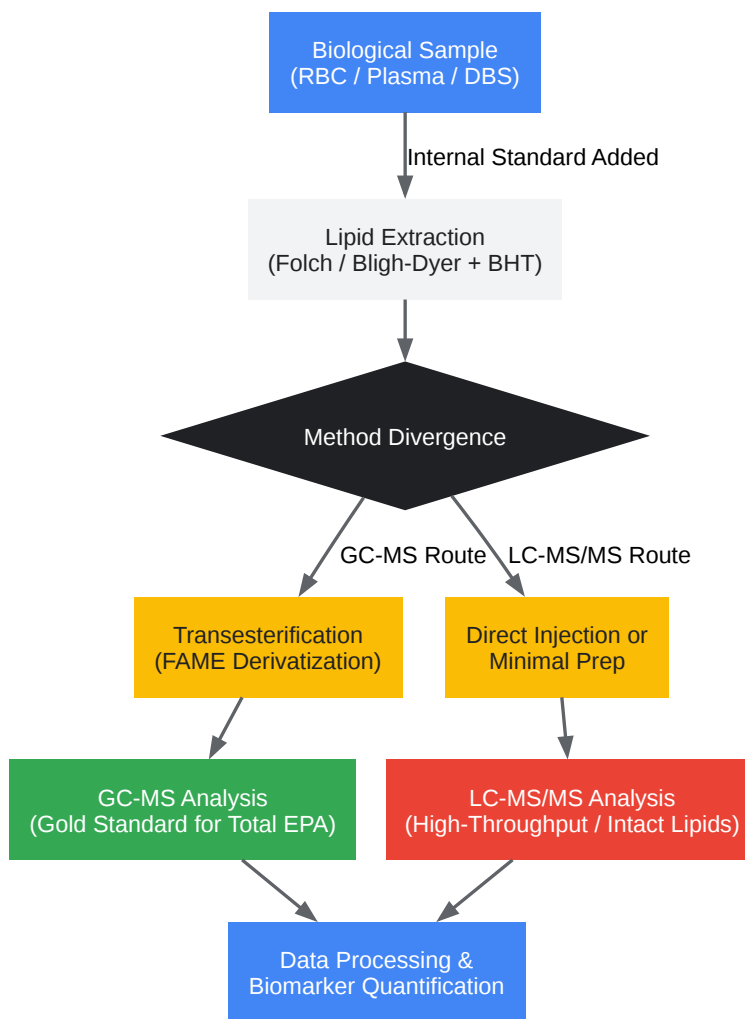 Biological Sample
(RBC / Plasma / DBS)
Internal Standard Added
Lipid Extraction
(Folch / Bligh-Dyer + BHT)
Method Divergence
GC-MS Route
LC-MS/MS Route
Transesterification
(FAME Derivatization)
Direct Injection or
Minimal Prep
GC-MS Analysis
(Gold Standard for Total EPA)
LC-MS/MS Analysis
(High-Throughput / Intact Lipids)
Data Processing &
Biomarker Quantification